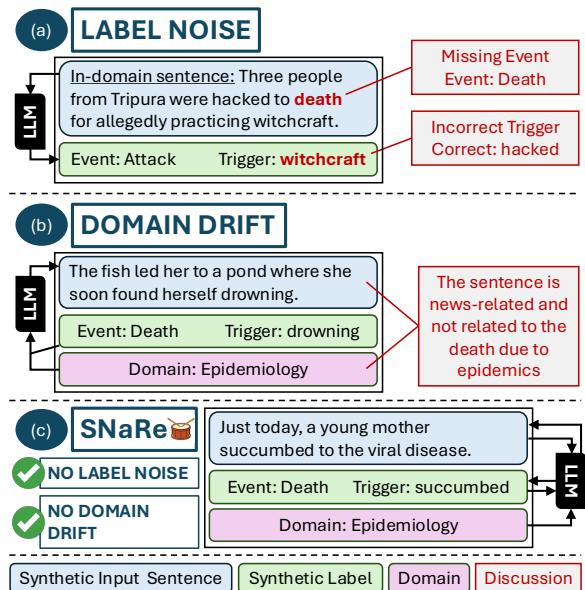 (a) LABEL NOISE
In-domain sentence: Three people
from Tripura were hacked to death
for allegedly practicing witchcraft.
LLM
Event: Attack Trigger: witchcraft
Missing Event
Event: Death
Incorrect Trigger
Correct: hacked
(b) DOMAIN DRIFT
The fish led her to a pond where she
soon found herself drowning.
LLM
Event: Death Trigger: drowning
Domain: Epidemiology
The sentence is
news-related and
not related to the
death due to
epidemics
(c) SNaRe
NO LABEL NOISE
NO DOMAIN
DRIFT
Just today, a young mother
succumbed to the viral disease.
Event: Death Trigger: succumbed
Domain: Epidemiology
LLM
Synthetic Input Sentence Synthetic Label Domain Discussion